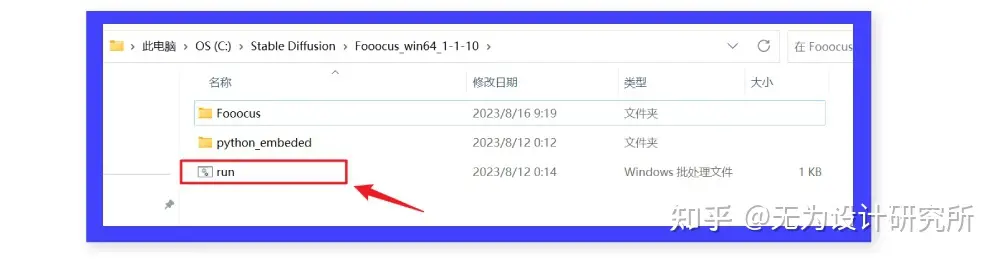 此电脑 › OS (C:) › Stable Diffusion › Fooocus_win64_1-1-10 ›
在 Fooocus
名称 修改日期 类型 大小
Fooocus 2023/8/16 9:19 文件夹
python_embeded 2023/8/12 0:12 文件夹
run 2023/8/12 0:14 Windows 批处理文件 1 KB
知乎 @无为设计研究所